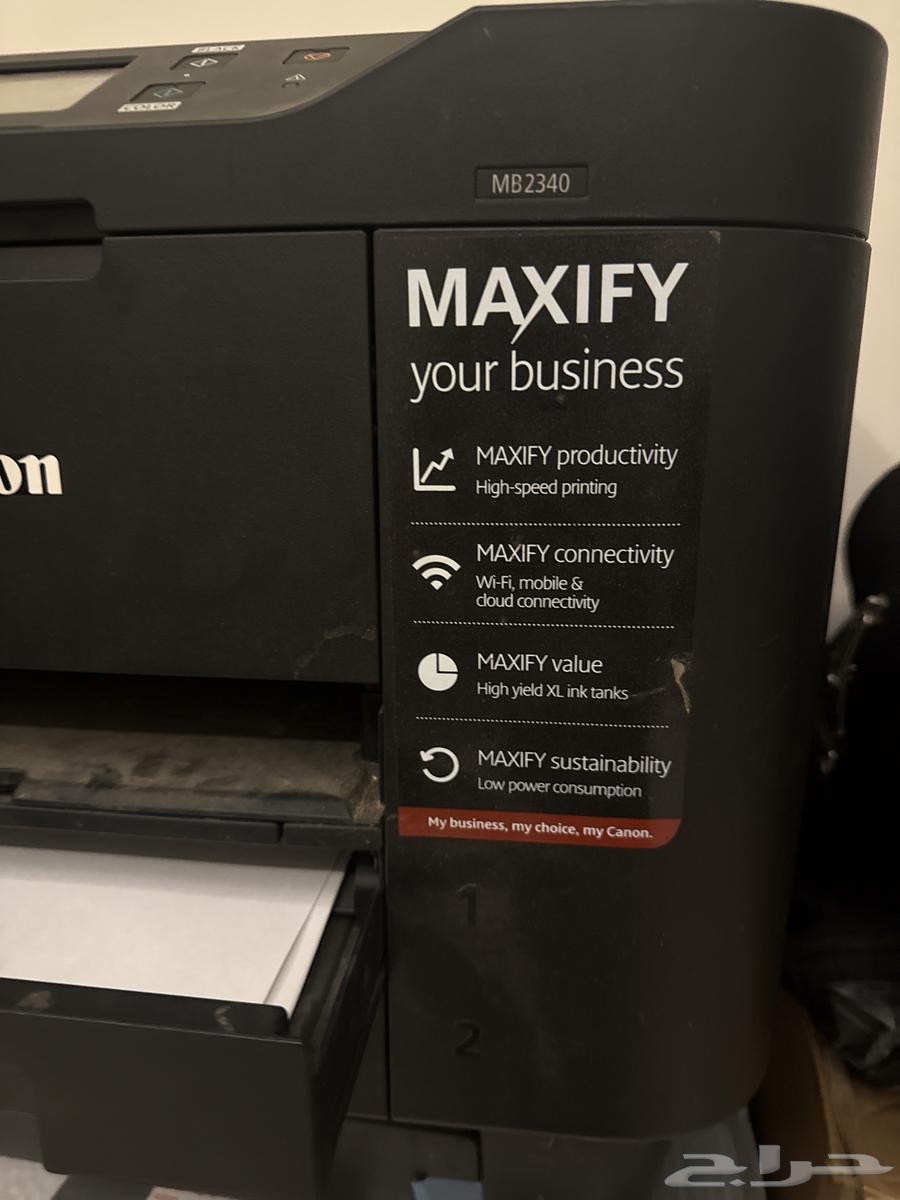 BLACK
COLOR
MB2340
MAXIFY
your business
MAXIFY productivity
High-speed printing
MAXIFY connectivity
Wi-Fi, mobile &
cloud connectivity
on
MAXIFY value
High yield XL ink tanks
MAXIFY sustainability
Low power consumption
My business, my choice, my Canon.
1
2
حراج